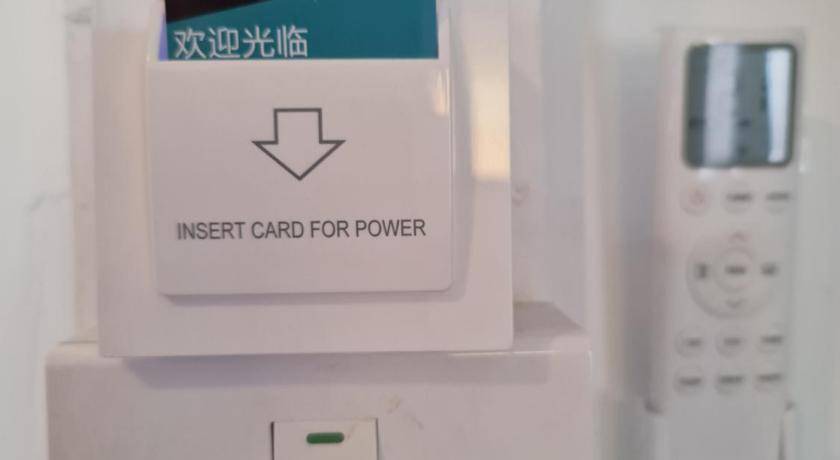 欢迎光临
INSERT CARD FOR POWER